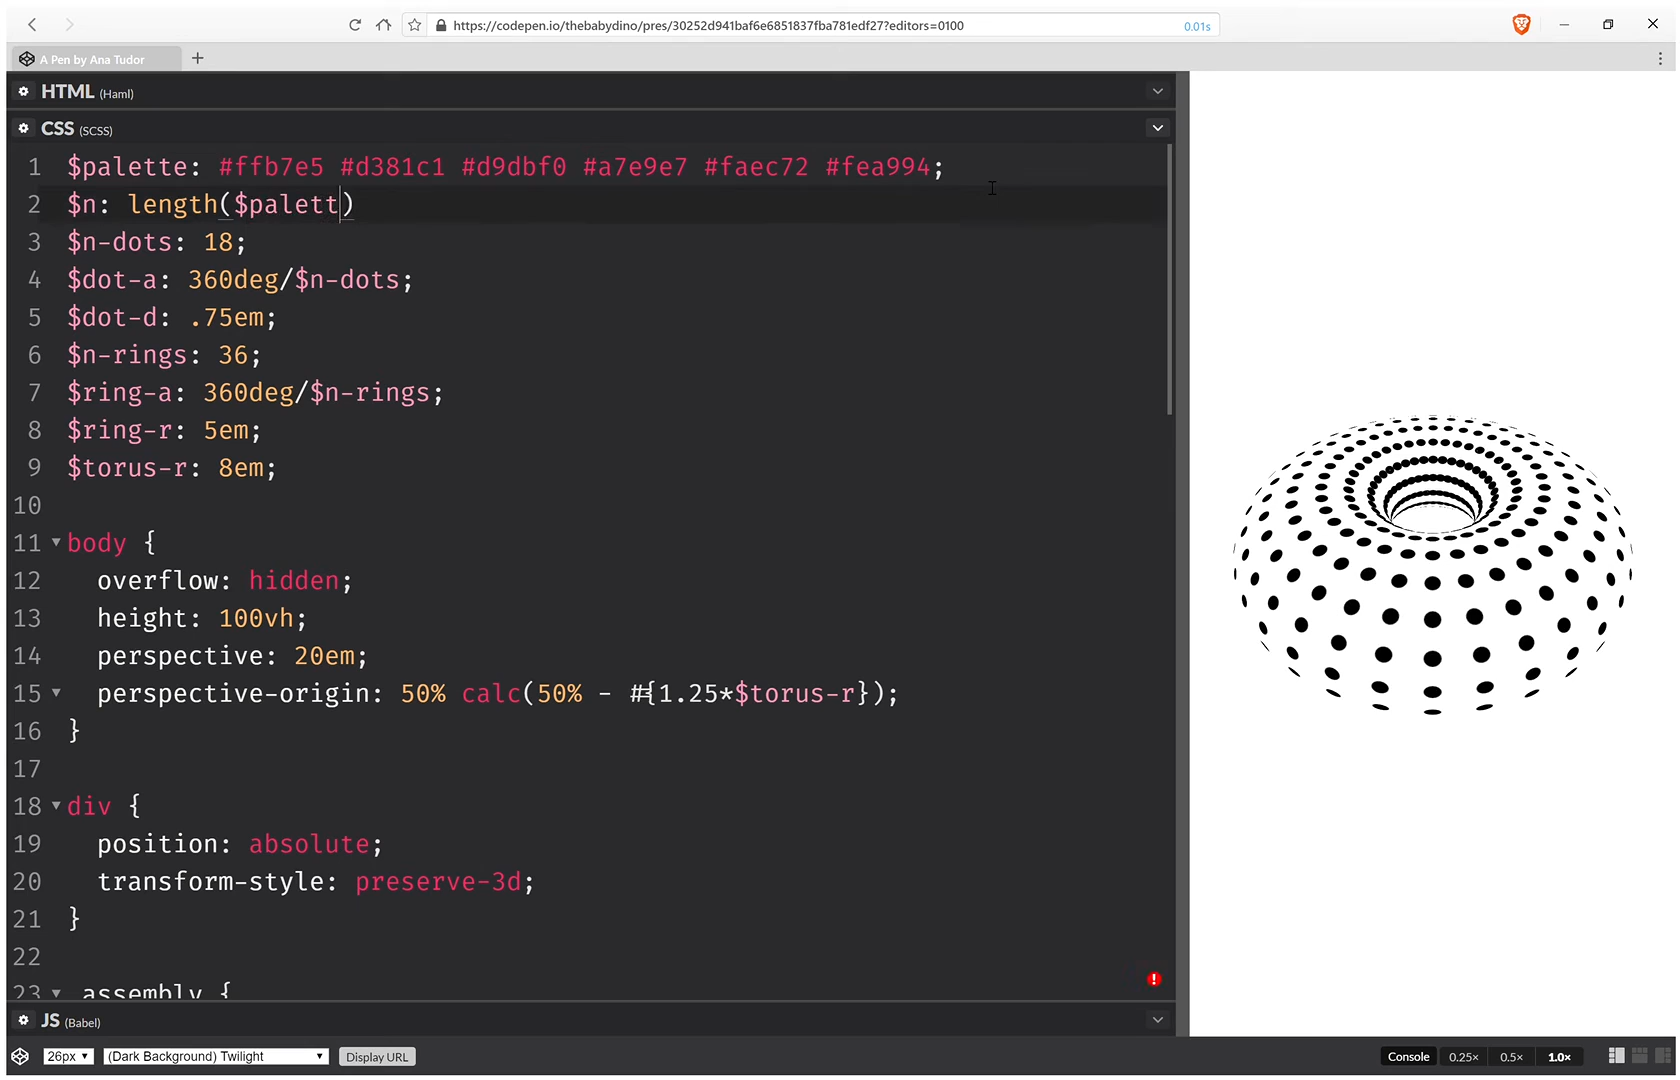 https://codepen.io/thebabydino/pres/30252d941baf6e6851837fba781edf27?editors=0100
0.01s
A Pen by Ana Tudor
HTML (Haml)
CSS (SCSS)
1 $palette: #ffb7e5 #d381c1 #d9dbf0 #a7e9e7 #faec72 #fea994;
2 $n: length($palett)
3 $n-dots: 18;
4 $dot-a: 360deg/$n-dots;
5 $dot-d: .75em;
6 $n-rings: 36;
7 $ring-a: 360deg/$n-rings;
8 $ring-r: 5em;
9 $torus-r: 8em;
10
11 body {
12 overflow: hidden;
13 height: 100vh;
14 perspective: 20em;
15 perspective-origin: 50% calc(50% - #{1.25*$torus-r});
16 }
17
18 div {
19 position: absolute;
20 transform-style: preserve-3d;
21 }
22
23 assembly {
JS (Babel)
26px
(Dark Background) Twilight
Display URL
Console
0.25×
0.5×
1.0×